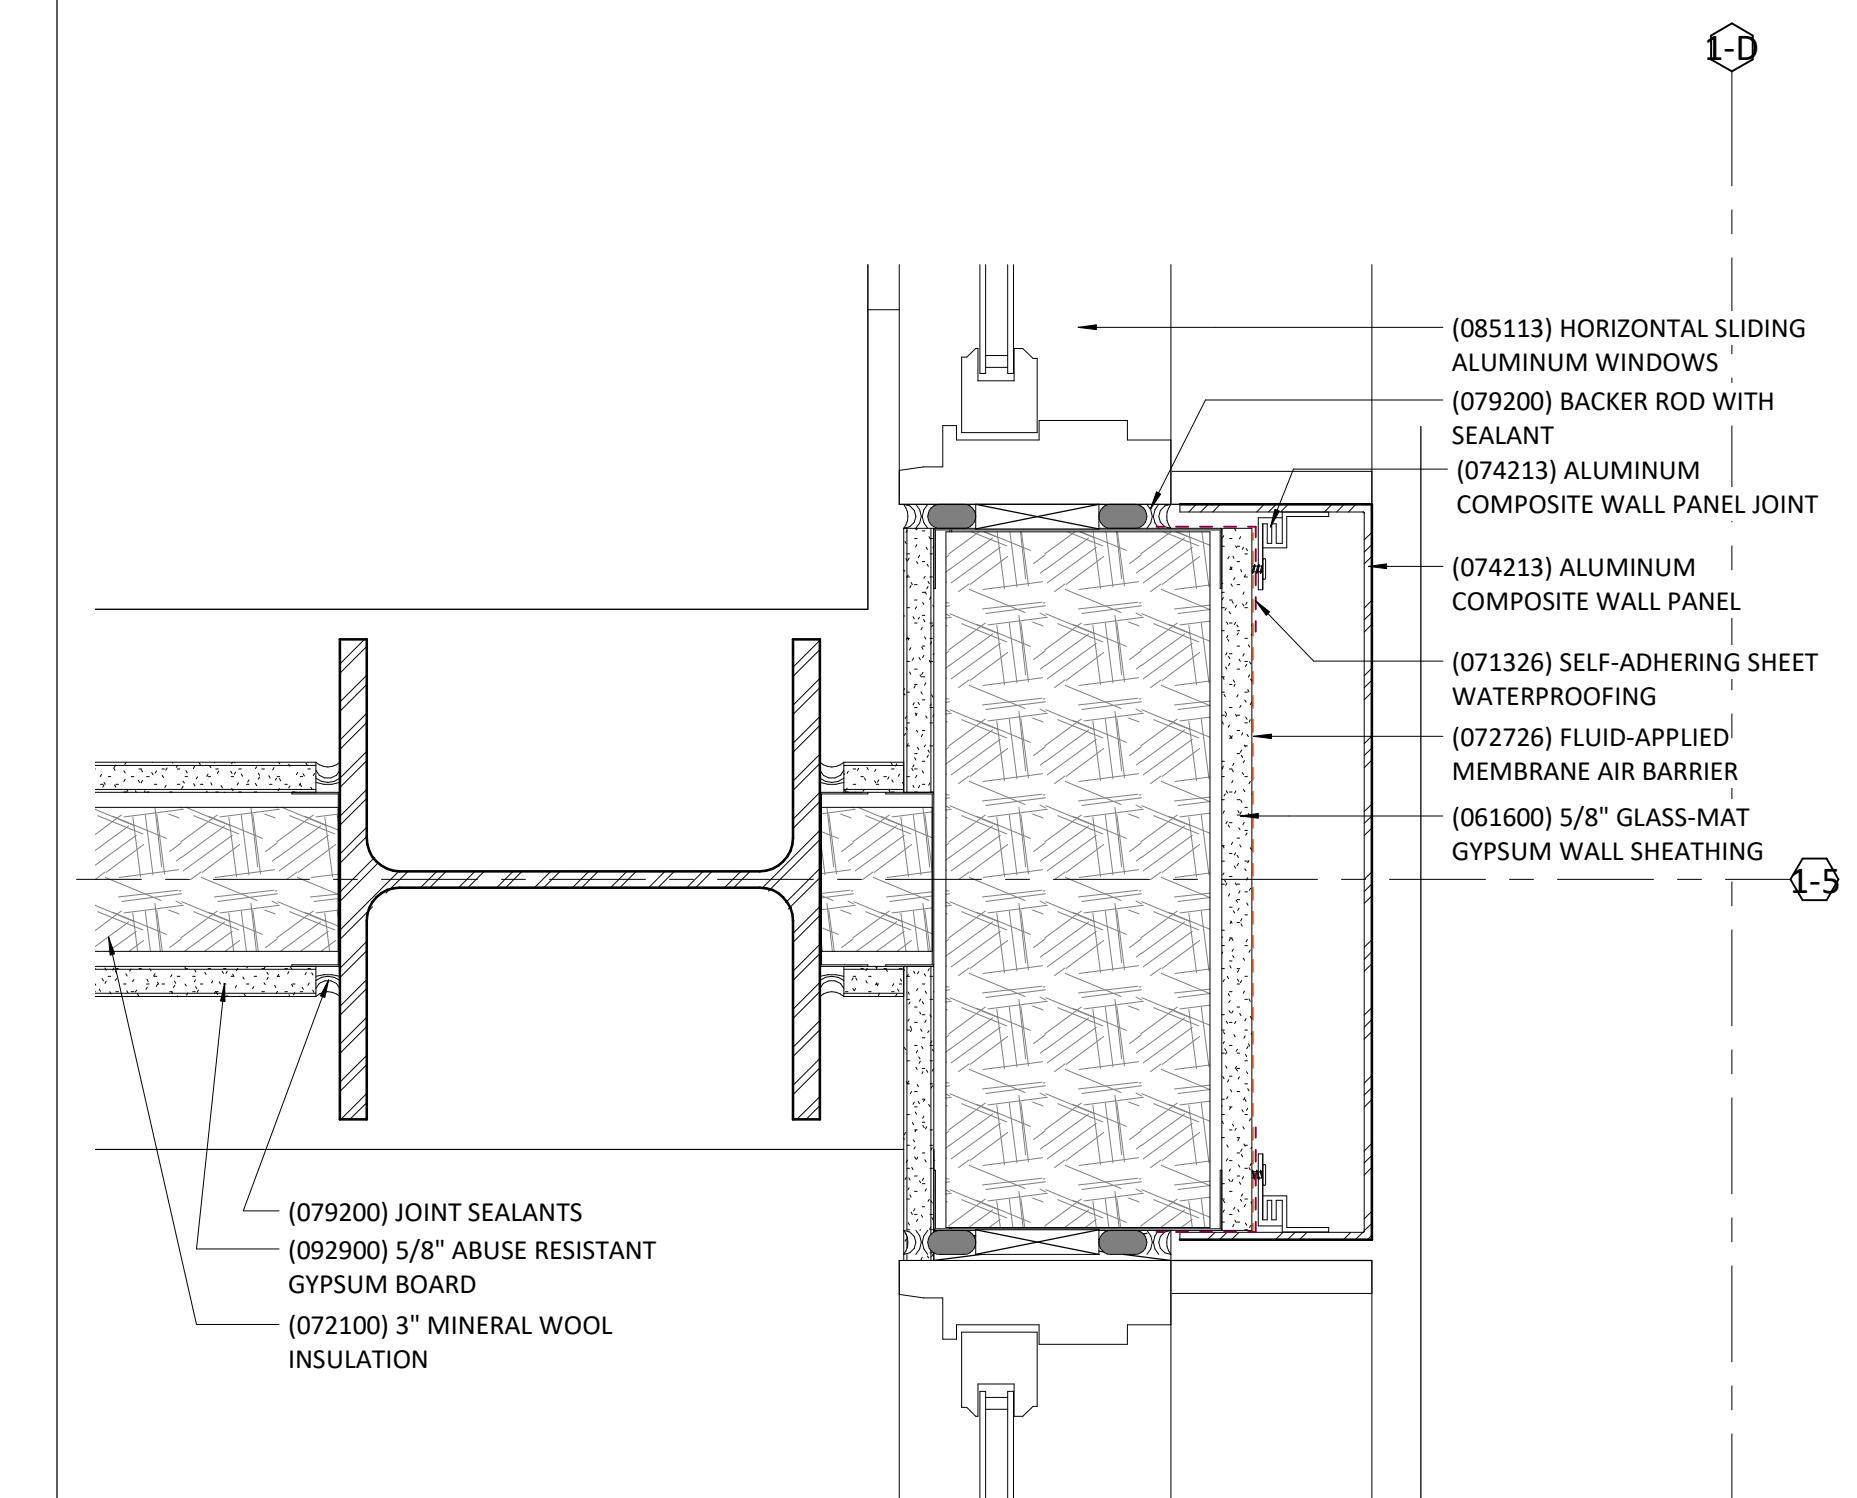 1-D
(085113) HORIZONTAL SLIDING
ALUMINUM WINDOWS
(079200) BACKER ROD WITH
SEALANT
(074213) ALUMINUM
COMPOSITE WALL PANEL JOINT
(074213) ALUMINUM
COMPOSITE WALL PANEL
(071326) SELF-ADHERING SHEET
WATERPROOFING
(072726) FLUID-APPLIED
MEMBRANE AIR BARRIER
(061600) 5/8" GLASS-MAT
GYPSUM WALL SHEATHING
1-5
(079200) JOINT SEALANTS
(092900) 5/8" ABUSE RESISTANT
GYPSUM BOARD
(072100) 3" MINERAL WOOL
INSULATION